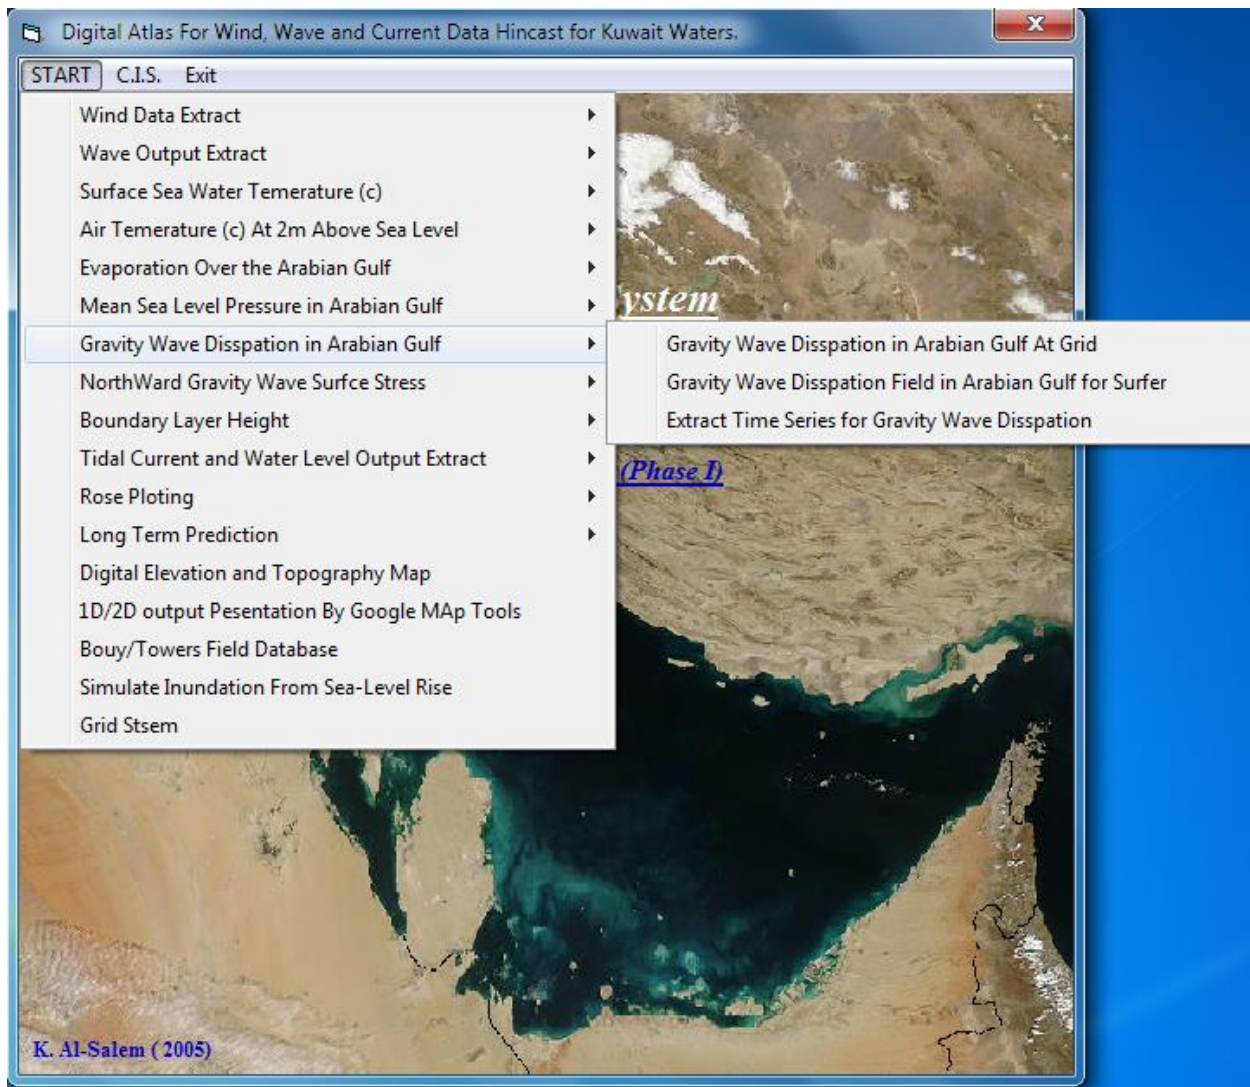 Digital Atlas For Wind, Wave and Current Data Hincast for Kuwait Waters.
START C.I.S. Exit
Wind Data Extract
Wave Output Extract
Surface Sea Water Temerature (c)
Air Temerature (c) At 2m Above Sea Level
Evaporation Over the Arabian Gulf
Mean Sea Level Pressure in Arabian Gulf
Gravity Wave Disspation in Arabian Gulf
NorthWard Gravity Wave Surfce Stress
Boundary Layer Height
Tidal Current and Water Level Output Extract
Rose Ploting
Long Term Prediction
Digital Elevation and Topography Map
1D/2D output Pesentation By Google MAp Tools
Bouy/Towers Field Database
Simulate Inundation From Sea-Level Rise
Grid Stsem
ystem
Gravity Wave Disspation in Arabian Gulf At Grid
Gravity Wave Disspation Field in Arabian Gulf for Surfer
Extract Time Series for Gravity Wave Disspation
(Phase I)
K. Al-Salem ( 2005)